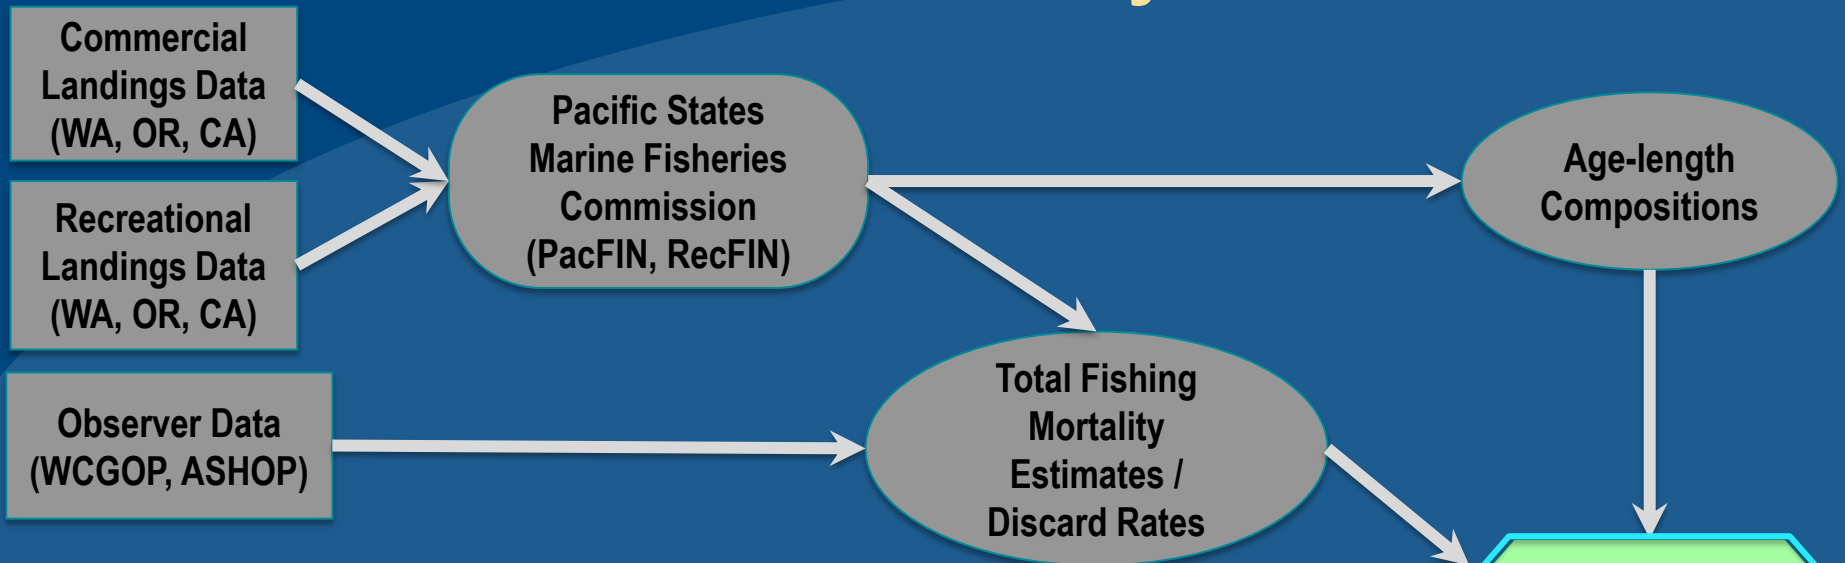 Commercial
Landings Data
(WA, OR, CA)
Recreational
Landings Data
(WA, OR, CA)
Observer Data
(WCGOP, ASHOP)
Pacific States
Marine Fisheries
Commission
(PacFIN, RecFIN)
Total Fishing
Mortality
Estimates /
Discard Rates
Age-length
Compositions